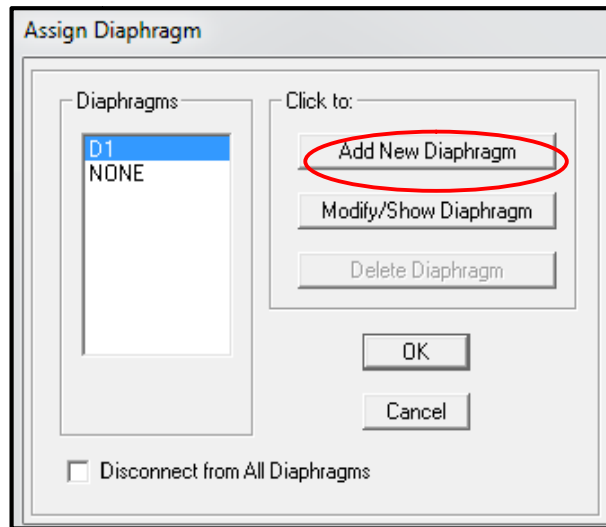 Assign Diaphragm
Diaphragms
D1
NONE
Click to:
Add New Diaphragm
Modify/Show Diaphragm
Delete Diaphragm
OK
Cancel
Disconnect from All Diaphragms